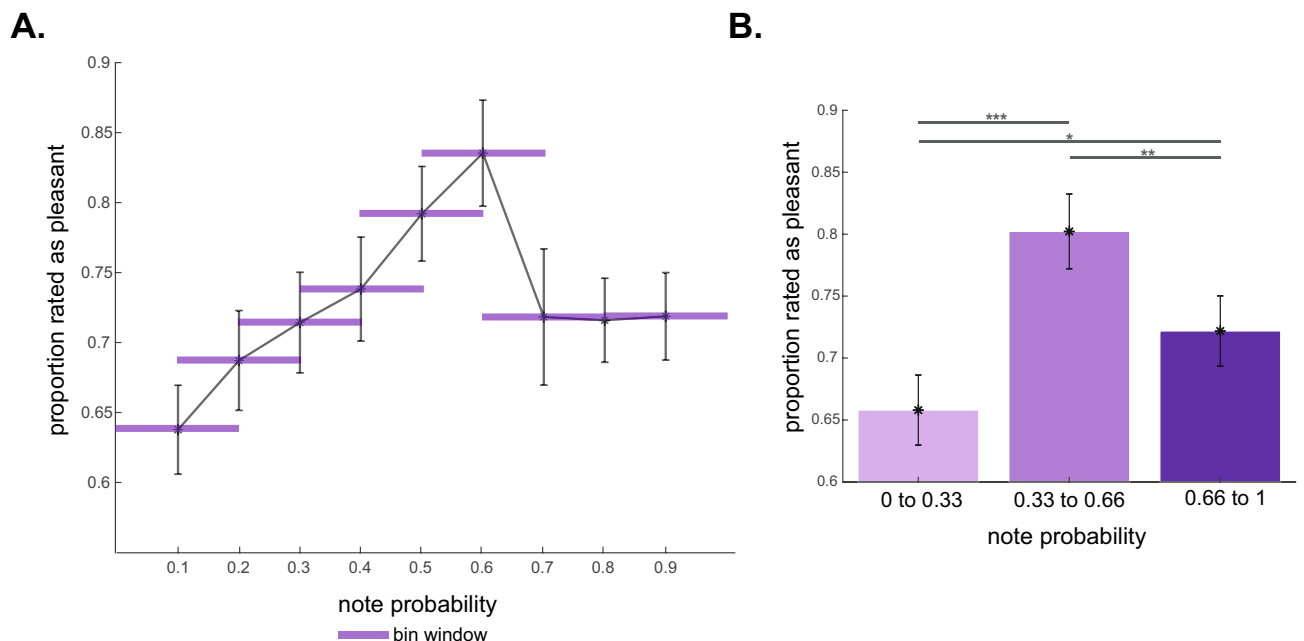 A.
0.9
0.85
0.8
0.75
0.7
0.65
0.6
proportion rated as pleasant
0.1 0.2 0.3 0.4 0.5 0.6 0.7 0.8 0.9
note probability
bin window
B.
0.9
0.85
0.8
0.75
0.7
0.65
0.6
proportion rated as pleasant
***
*
**
0 to 0.33 0.33 to 0.66 0.66 to 1
note probability